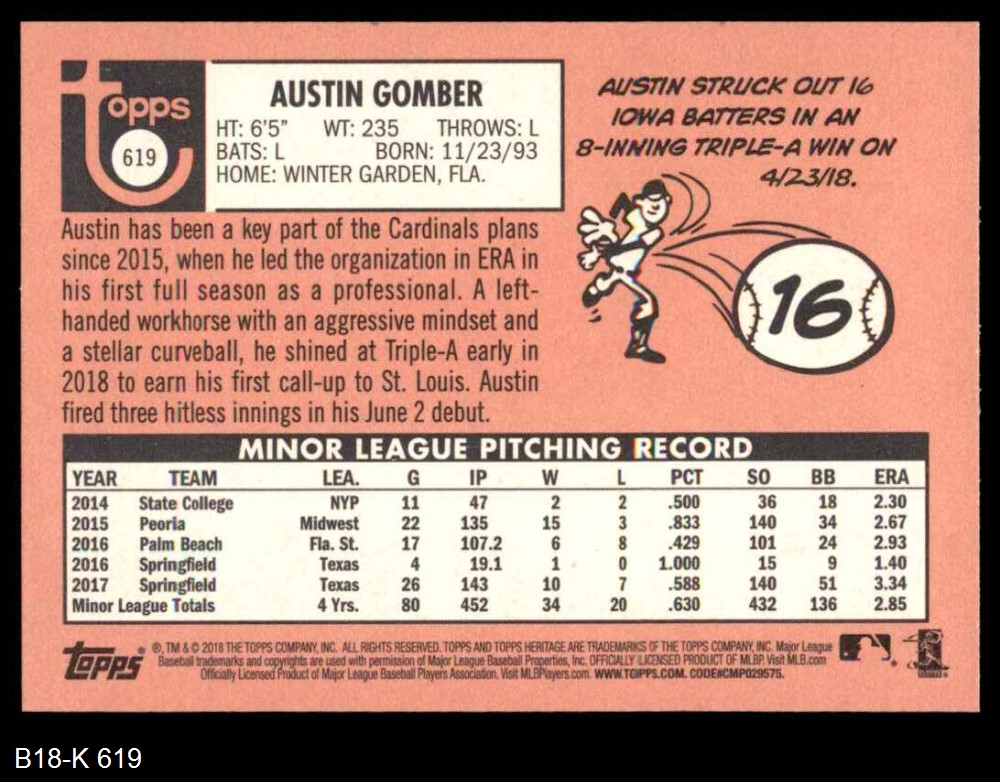 topps
619
AUSTIN GOMBER
HT: 6'5" WT: 235 THROWS: L
BATS: L BORN: 11/23/93
HOME: WINTER GARDEN, FLA.
AUSTIN STRUCK OUT 16
IOWA BATTERS IN AN
8-INNING TRIPLE-A WIN ON
4/23/18.
16
Austin has been a key part of the Cardinals plans
since 2015, when he led the organization in ERA in
his first full season as a professional. A left-
handed workhorse with an aggressive mindset and
a stellar curveball, he shined at Triple-A early in
2018 to earn his first call-up to St. Louis. Austin
fired three hitless innings in his June 2 debut.
MINOR LEAGUE PITCHING RECORD
YEAR TEAM LEA. G IP W L PCT SO BB ERA
2014 State College NYP 11 47 2 2 .500 36 18 2.30
2015 Peoria Midwest 22 135 15 3 .833 140 34 2.67
2016 Palm Beach Fla. St. 17 107.2 6 8 .429 101 24 2.93
2016 Springfield Texas 4 19.1 1 0 1.000 15 9 1.40
2017 Springfield Texas 26 143 10 7 .588 140 51 3.34
Minor League Totals 4 Yrs. 80 452 34 20 .630 432 136 2.85
topps
®, TM & © 2018 THE TOPPS COMPANY, INC. ALL RIGHTS RESERVED. TOPPS AND TOPPS HERITAGE ARE TRADEMARKS OF THE TOPPS COMPANY, INC. Major League
Baseball trademarks and copyrights are used with permission of Major League Baseball Properties, Inc. OFFICIALLY LICENSED PRODUCT OF MLBP. Visit MLB.com
Officially Licensed Product of Major League Baseball Players Association. Visit MLBPlayers.com. WWW.TOPPS.COM. CODE#CMP029575.
B18-K 619